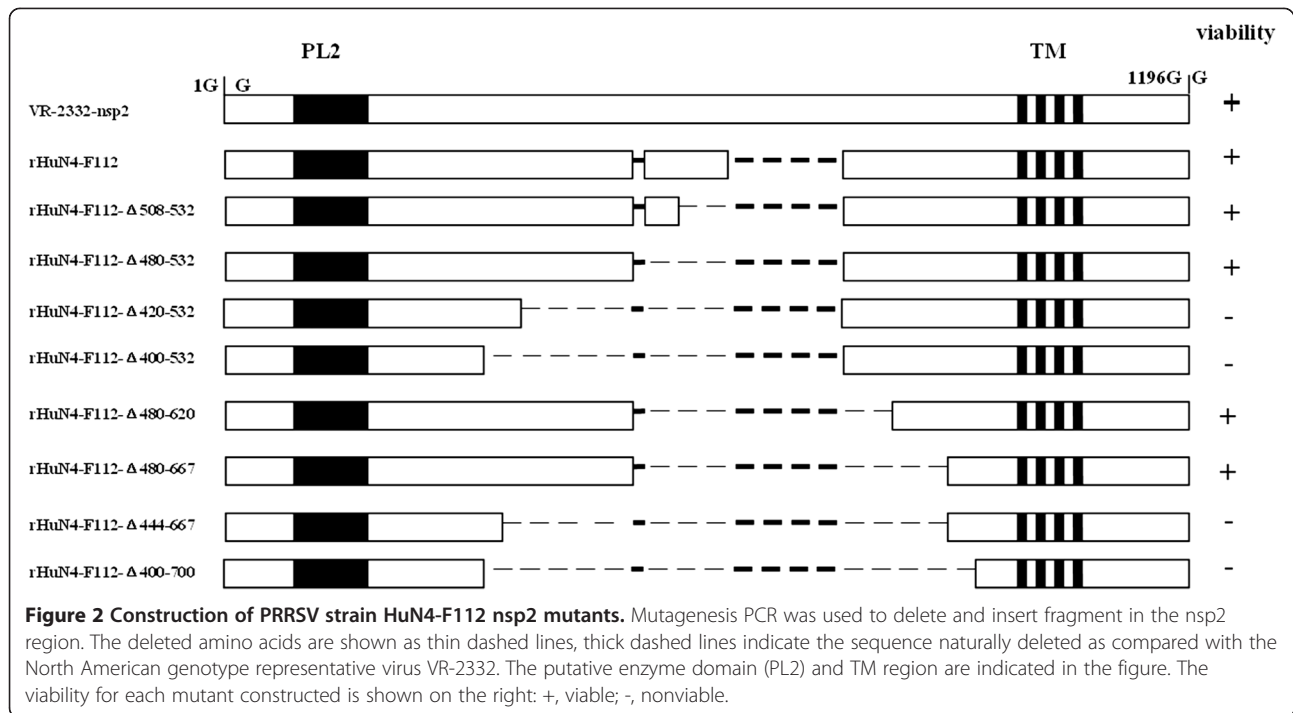 viability
PL2
TM
1G G
1196G G
VR-2332-nsp2
+
rHuN4-F112
+
rHuN4-F112-Δ508-532
+
rHuN4-F112-Δ480-532
+
rHuN4-F112-Δ420-532
-
rHuN4-F112-Δ400-532
-
rHuN4-F112-Δ480-620
+
rHuN4-F112-Δ480-667
+
rHuN4-F112-Δ444-667
-
rHuN4-F112-Δ400-700
-
Figure 2 Construction of PRRSV strain HuN4-F112 nsp2 mutants. Mutagenesis PCR was used to delete and insert fragment in the nsp2
region. The deleted amino acids are shown as thin dashed lines, thick dashed lines indicate the sequence naturally deleted as compared with the
North American genotype representative virus VR-2332. The putative enzyme domain (PL2) and TM region are indicated in the figure. The
viability for each mutant constructed is shown on the right: +, viable; -, nonviable.